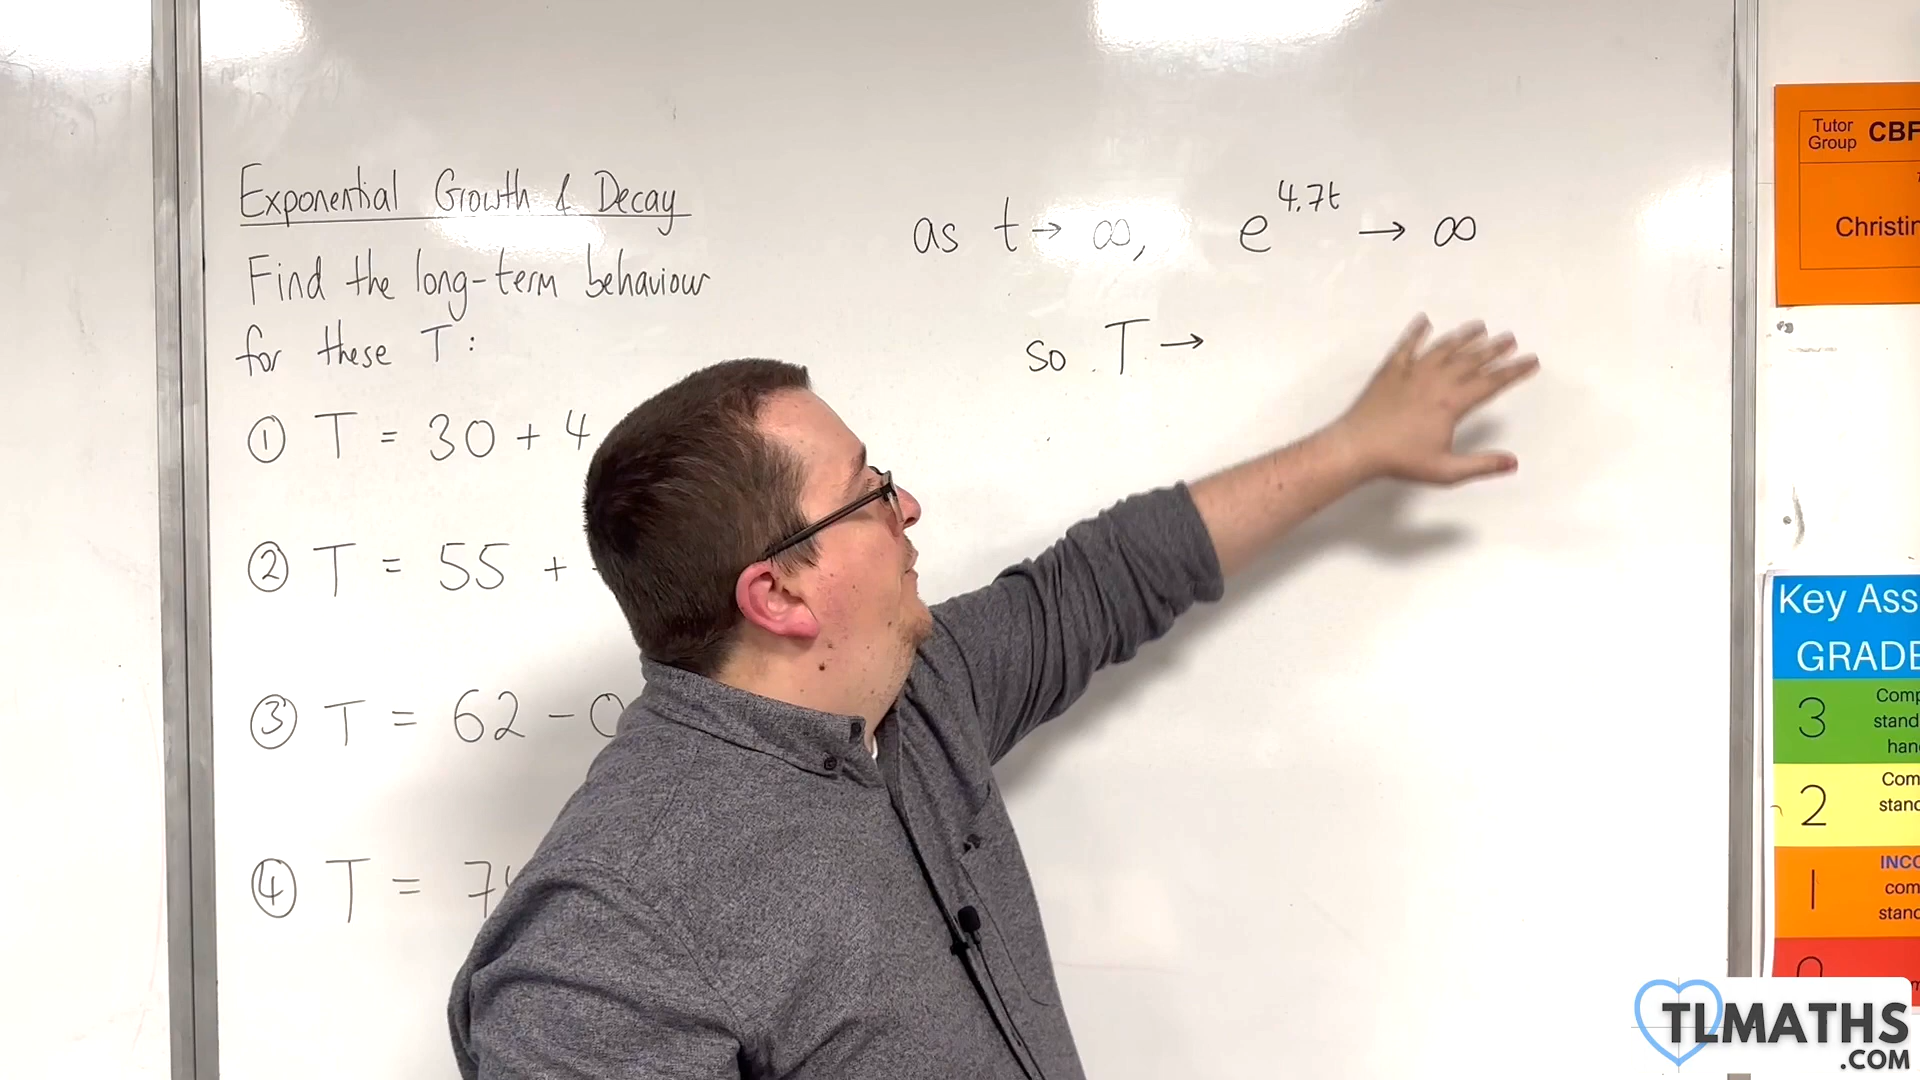 Exponential Growth & Decay
Find the long-term behaviour
for these T :
① T = 30 + 4
② T = 55 +
③ T = 62 - 0
④ T = 7
as t → ∞, e^4.7t → ∞
so T →
Tutor Group CBF
Christin
Key Ass
GRADE
3 Comp
stand
han
2 Com
stand
1 INCO
com
stand
TLMATHS
.COM